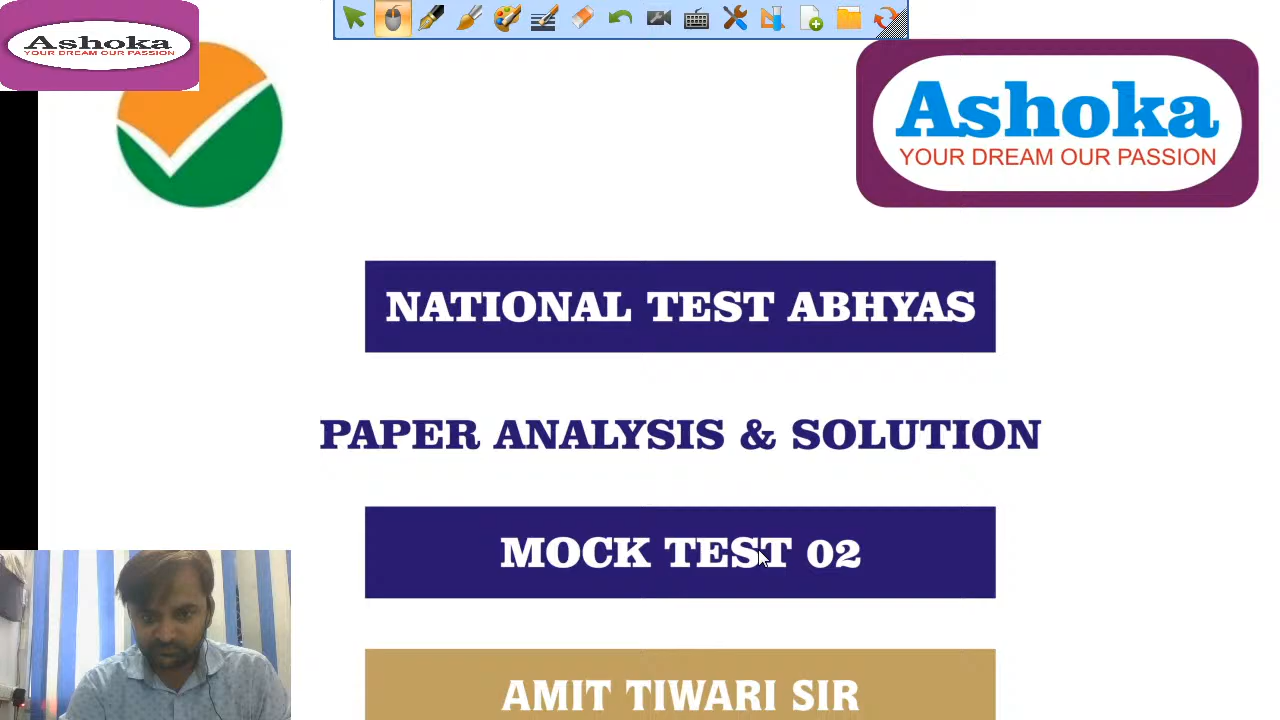 Ashoka
YOUR DREAM OUR PASSION
Ashoka
YOUR DREAM OUR PASSION
NATIONAL TEST ABHYAS
PAPER ANALYSIS & SOLUTION
MOCK TEST 02
AMIT TIWARI SIR